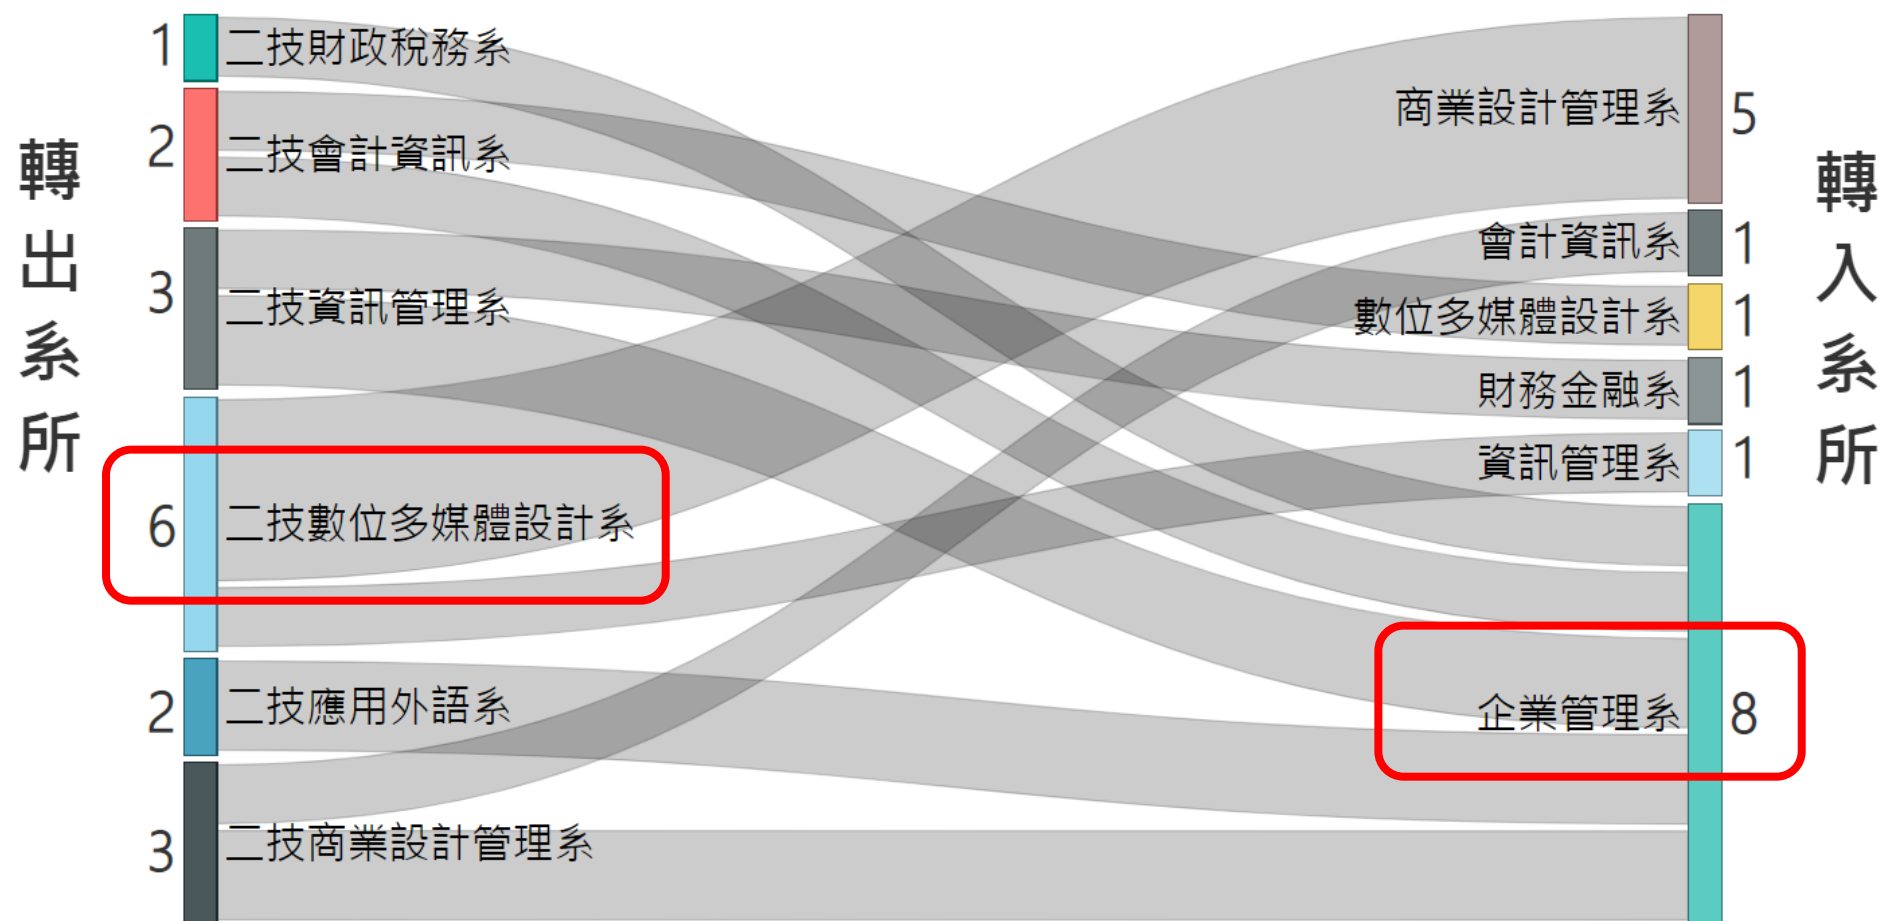 轉出系所
1 二技財政稅務系
2 二技會計資訊系
3 二技資訊管理系
6 二技數位多媒體設計系
2 二技應用外語系
3 二技商業設計管理系
商業設計管理系 5
會計資訊系 1
數位多媒體設計系 1
財務金融系 1
資訊管理系 1
企業管理系 8
轉入系所